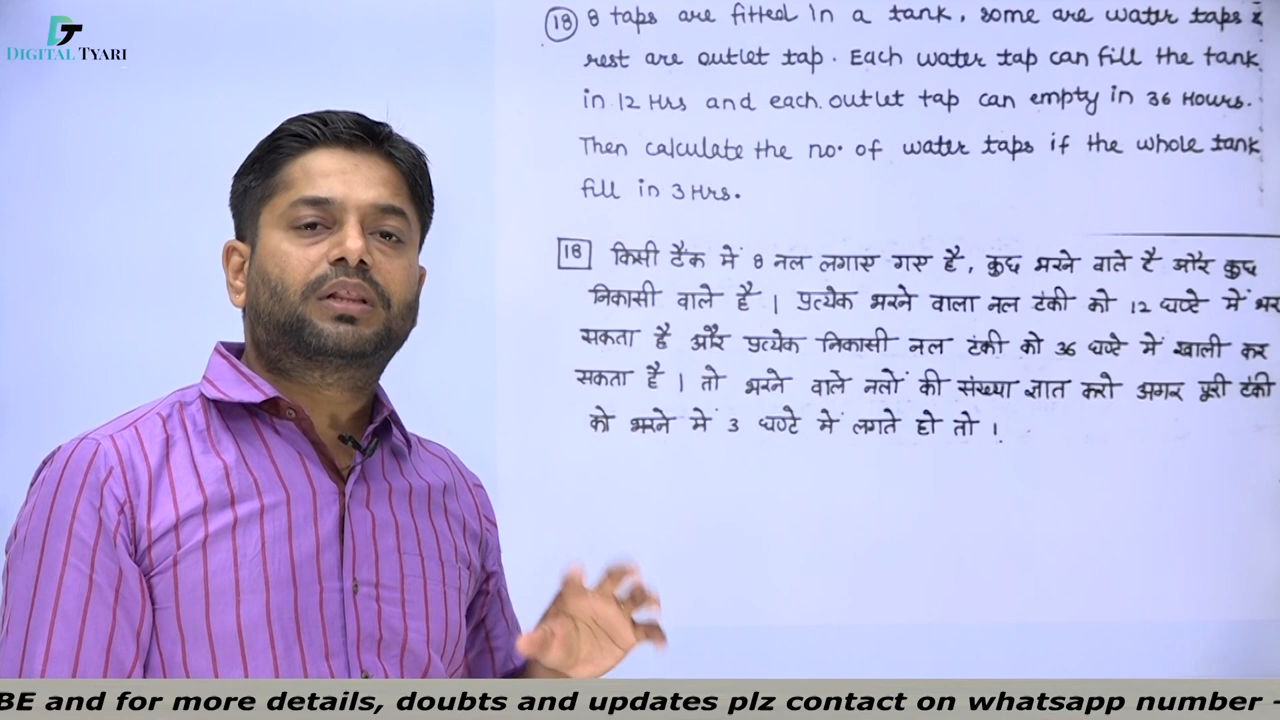 DT
DIGITAL TYARI
18 8 taps are fitted in a tank, some are water taps &
rest are outlet tap. Each water tap can fill the tank
in 12 Hrs and each outlet tap can empty in 36 Hours.
Then calculate the no. of water taps if the whole tank
fill in 3 Hrs.
18 किसी टैंक में 8 नल लगाए गए है, कुछ भरने वाले है और कुछ
निकासी वाले है | प्रत्येक भरने वाला नल टंकी को 12 घण्टे में भर
सकता है और प्रत्येक निकासी नल टंकी को 36 घण्टे में खाली कर
सकता है | तो भरने वाले नलों की संख्या ज्ञात करो अगर पूरी टंकी
को भरने में 3 घण्टे में लगते हो तो ।
BE and for more details, doubts and updates plz contact on whatsapp number -